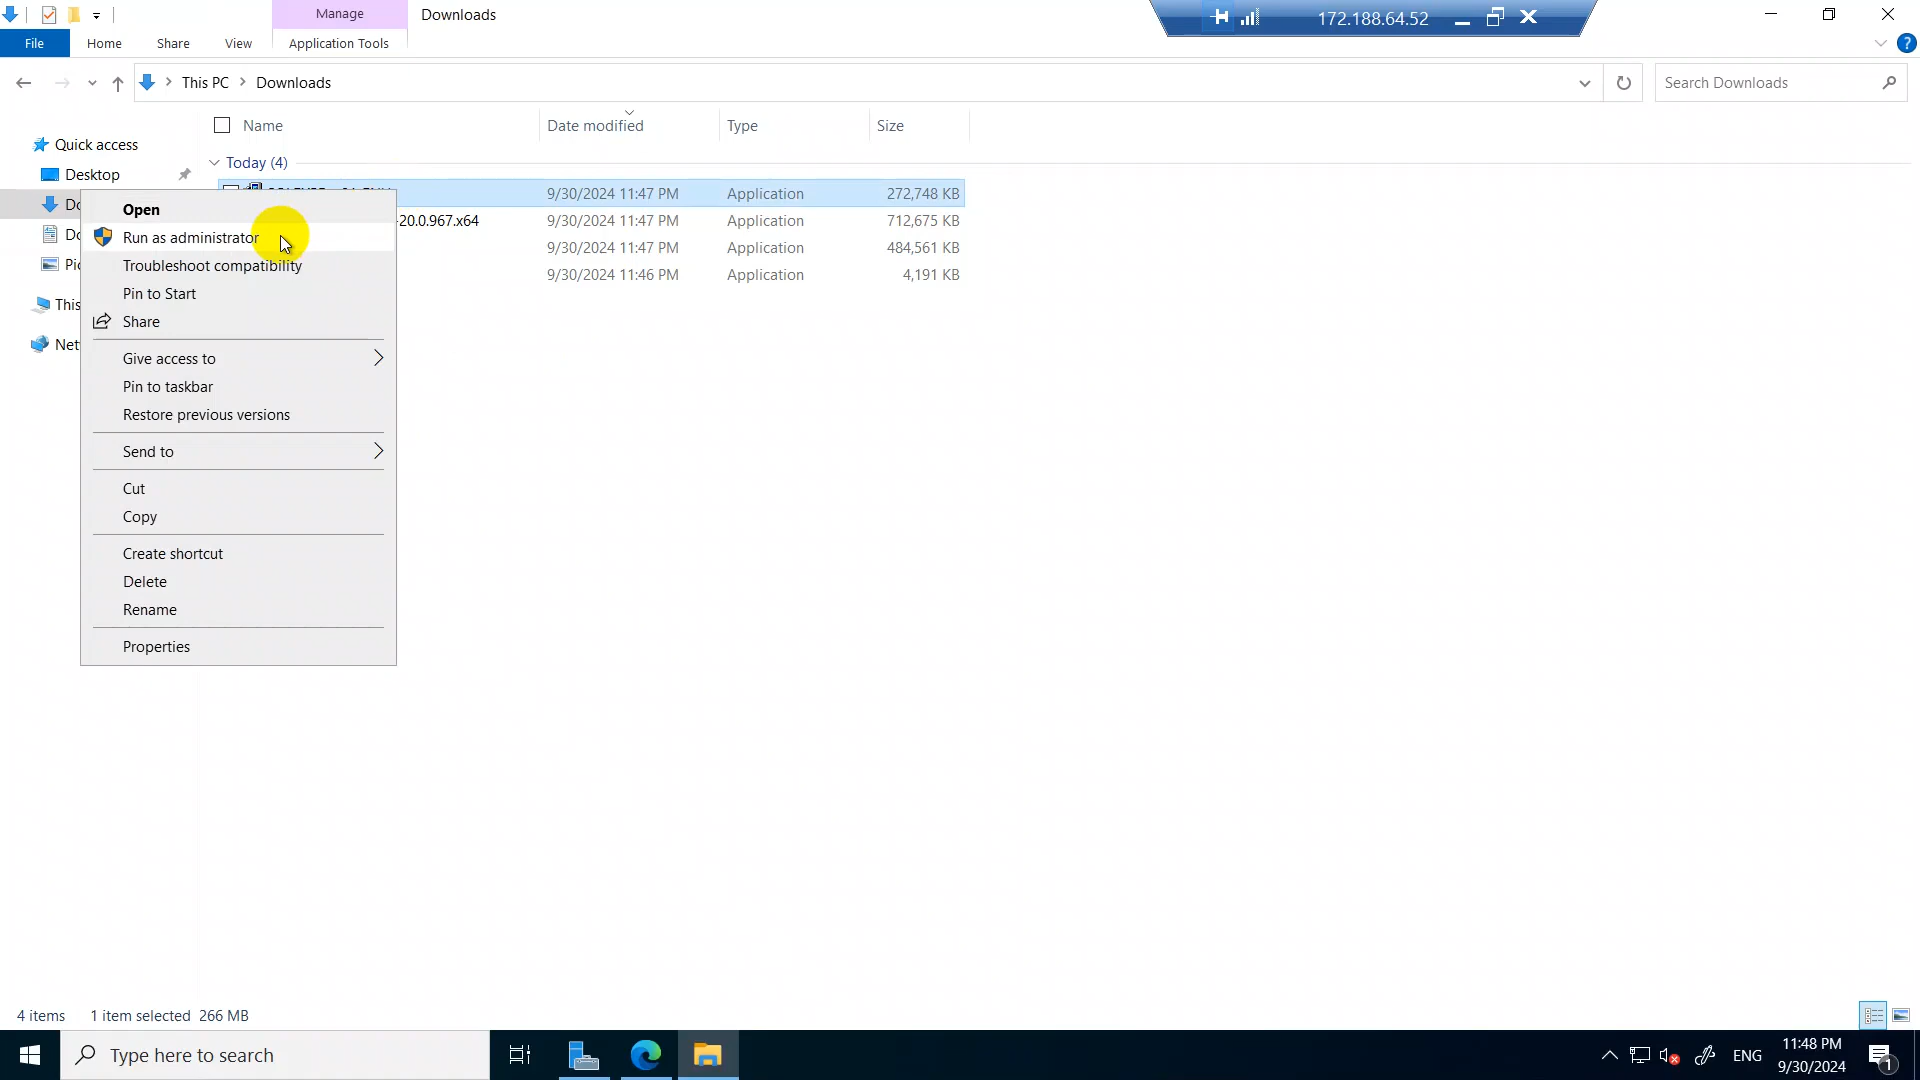 Manage
Downloads
172.188.64.52
File
Home
Share
View
Application Tools
?
This PC
Downloads
Search Downloads
Name
Date modified
Type
Size
Quick access
Today (4)
Desktop
9/30/2024 11:47 PM
Application
272,748 KB
Do
Open
-20.0.967.x64
9/30/2024 11:47 PM
Application
712,675 KB
Do
Run as administrator
9/30/2024 11:47 PM
Application
484,561 KB
Pic
Troubleshoot compatibility
9/30/2024 11:46 PM
Application
4,191 KB
Pin to Start
This
Share
Net
Give access to
Pin to taskbar
Restore previous versions
Send to
Cut
Copy
Create shortcut
Delete
Rename
Properties
4 items
1 item selected 266 MB
Type here to search
ENG
11:48 PM
9/30/2024
1